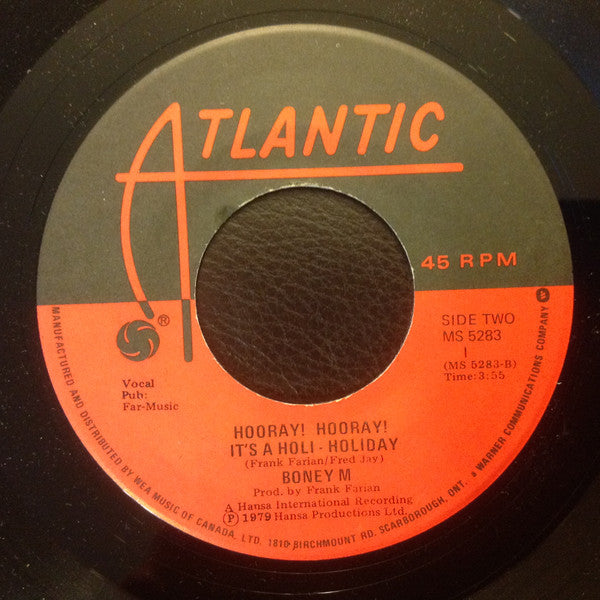 ATLANTIC
®
45 RPM
SIDE TWO
MS 5283
1
(MS 5283-B)
Time: 3:55
Vocal
Pub:
Far-Music
HOORAY! HOORAY!
IT'S A HOLI - HOLIDAY
(Frank Farian/Fred Jay)
BONEY M
Prod. by Frank Farian
A Hansa International Recording
Ⓟ 1979 Hansa Productions Ltd.
MANUFACTURED AND DISTRIBUTED BY WEA MUSIC OF CANADA, LTD. 1810 BIRCHMOUNT RD. SCARBOROUGH, ONT. a WARNER COMMUNICATIONS COMPANY